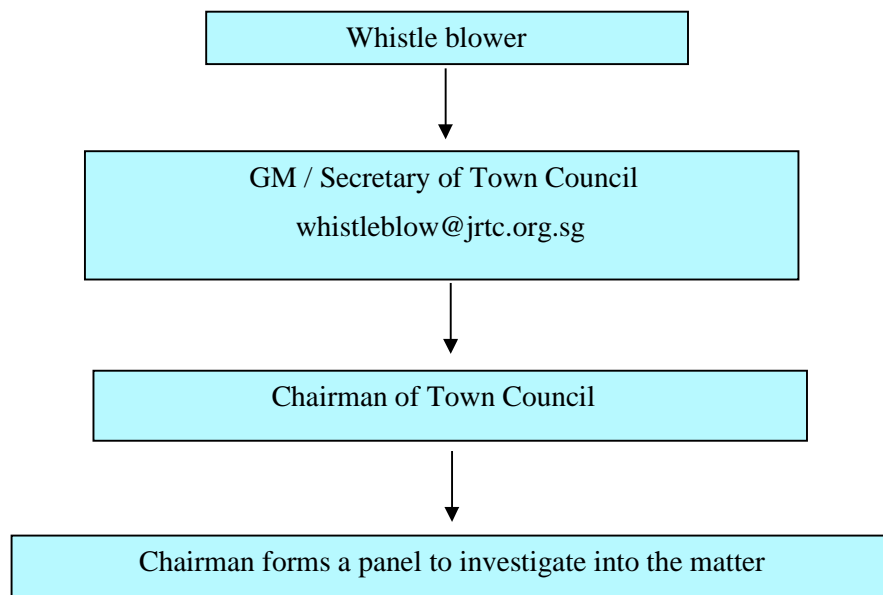 Whistle blower
GM / Secretary of Town Council
whistleblow@jrtc.org.sg
Chairman of Town Council
Chairman forms a panel to investigate into the matter